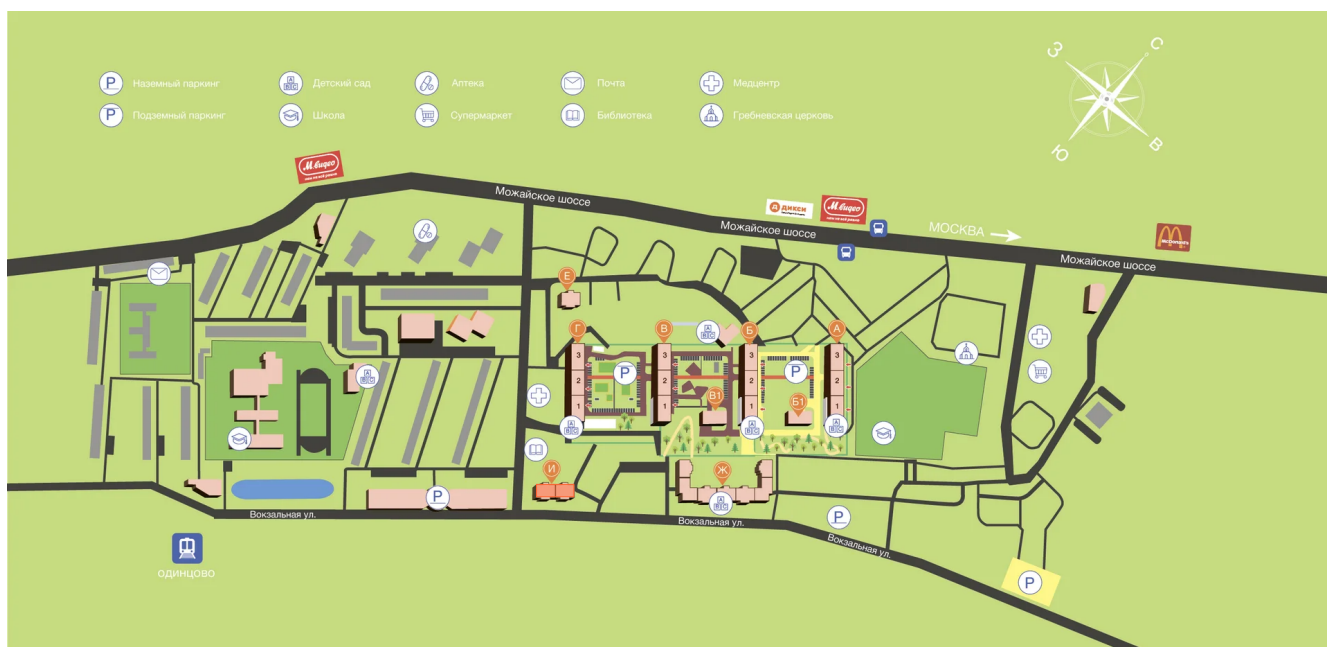 Наземный паркинг
Детский сад
Аптека
Почта
Медцентр
Подземный паркинг
Школа
Супермаркет
Библиотека
Гребневская церковь
З
С
Ю
В
М.видео
Можайское шоссе
Дикси
М.видео
Можайское шоссе
МОСКВА
Можайское шоссе
Е
Г
В
Б
А
3
3
3
3
2
2
2
2
1
1
1
1
В1
Б1
И
Ж
Вокзальная ул.
Вокзальная ул.
Вокзальная ул.
ОДИНЦОВО
P
P
P
P
P
P
P